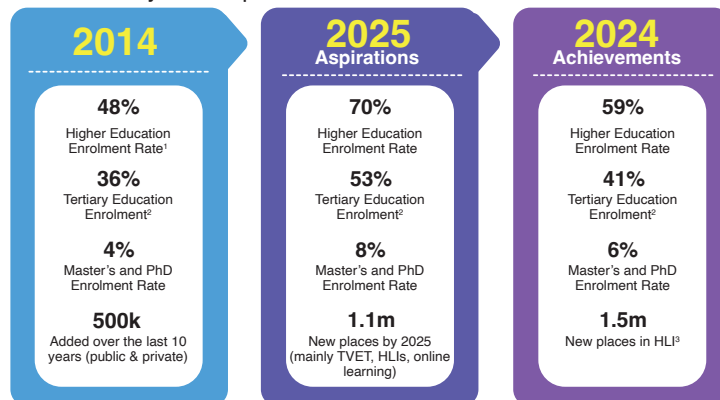 2014
48%
Higher Education
Enrolment Rate¹
36%
Tertiary Education
Enrolment²
4%
Master's and PhD
Enrolment Rate
500k
Added over the last 10
years (public & private)
2025
Aspirations
70%
Higher Education
Enrolment Rate
53%
Tertiary Education
Enrolment²
8%
Master's and PhD
Enrolment Rate
1.1m
New places by 2025
(mainly TVET, HLIs, online
learning)
2024
Achievements
59%
Higher Education
Enrolment Rate
41%
Tertiary Education
Enrolment²
6%
Master's and PhD
Enrolment Rate
1.5m
New places in HLI³